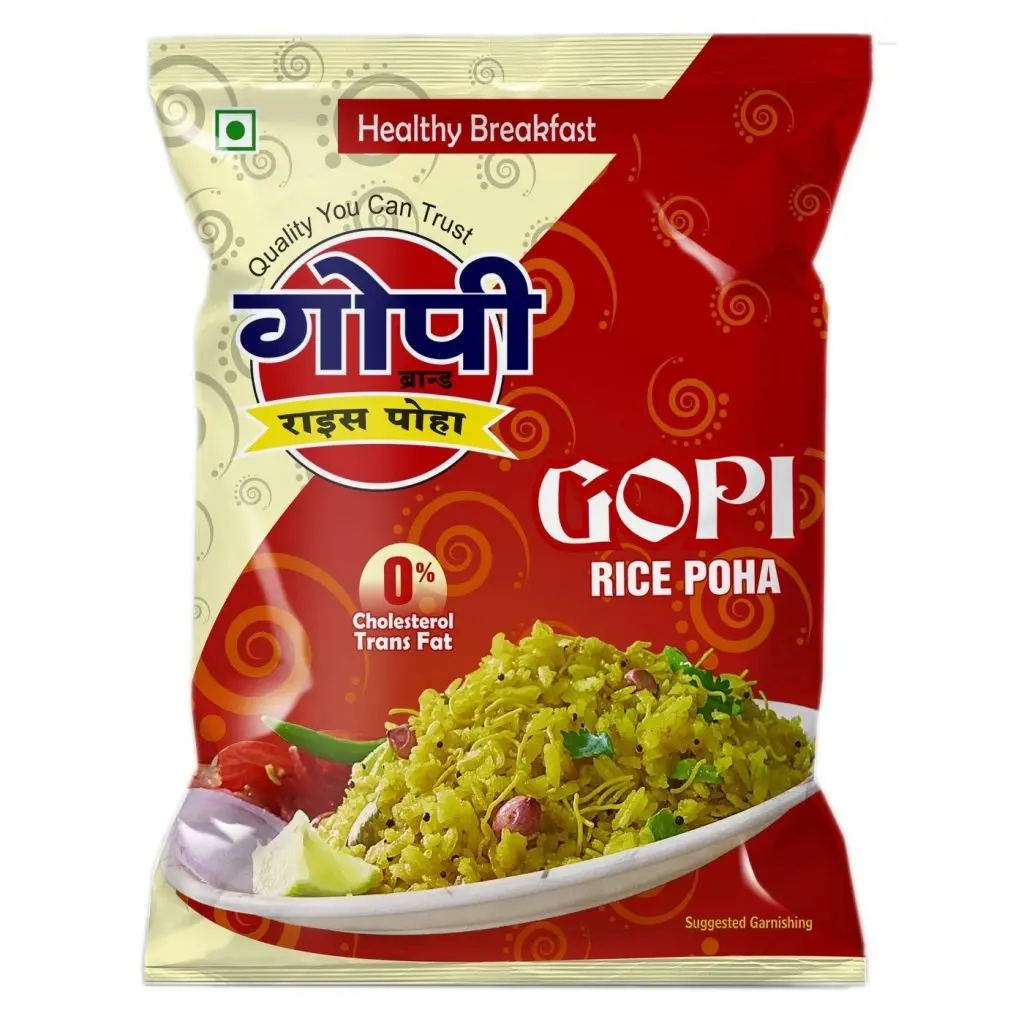 Healthy Breakfast
Quality You Can Trust
गोपी
ब्रान्ड
राइस पोहा
GOPI
RICE POHA
0%
Cholesterol
Trans Fat
Suggested Garnishing